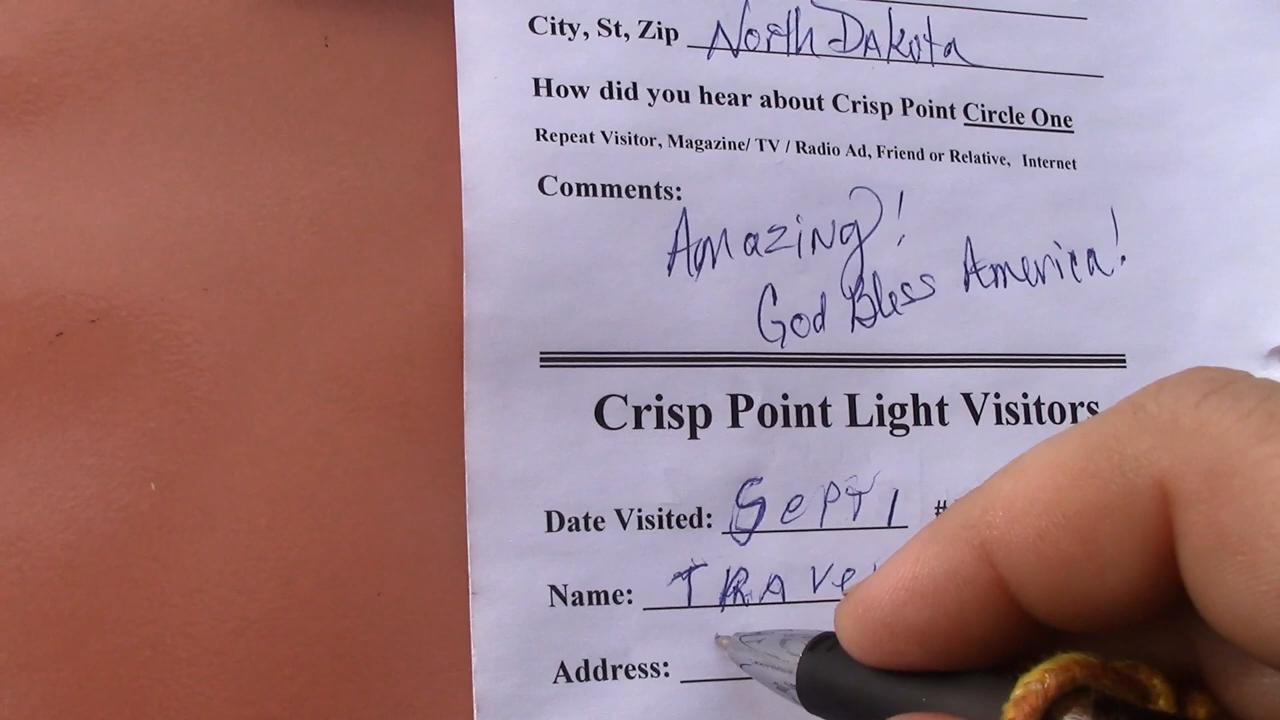 City, St, Zip North Dakota
How did you hear about Crisp Point Circle One
Repeat Visitor, Magazine/ TV / Radio Ad, Friend or Relative, Internet
Comments:
Amazing!
God Bless America!
Crisp Point Light Visitors
Date Visited: Sept 1 #
Name:
Address: